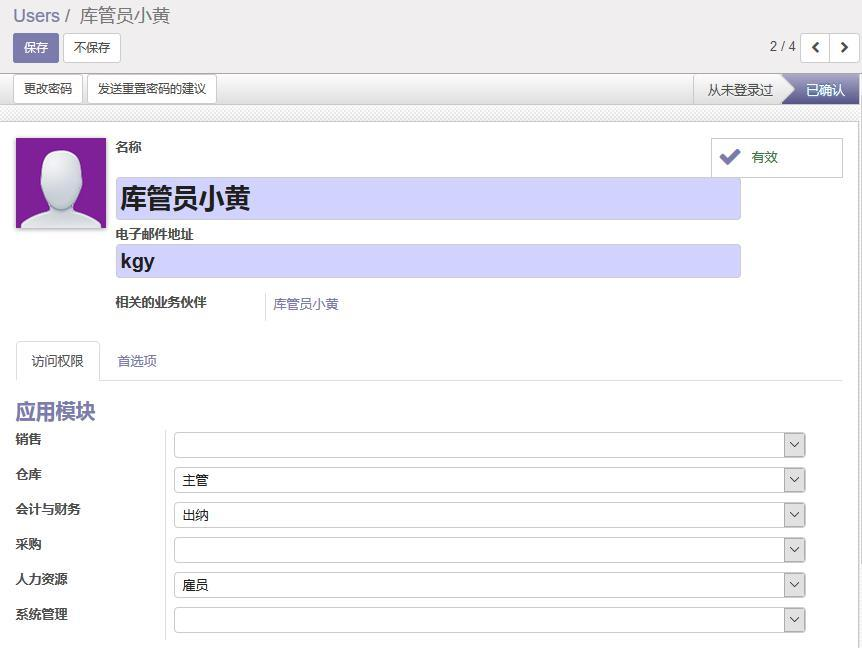 Users / 库管员小黄
保存 不保存 2 / 4
更改密码 发送重置密码的建议 从未登录过 已确认
名称
有效
库管员小黄
电子邮件地址
kgy
相关的业务伙伴 库管员小黄
访问权限 首选项
应用模块
销售
仓库 主管
会计与财务 出纳
采购
人力资源 雇员
系统管理